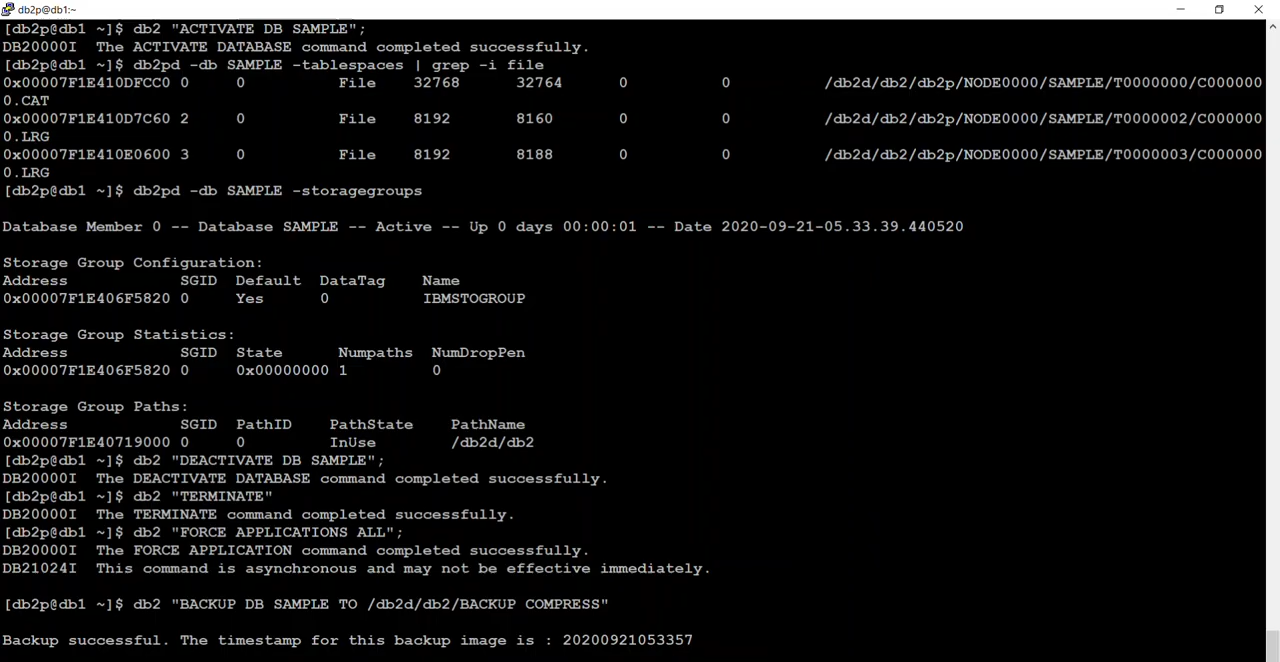 db2p@db1:~
[db2p@db1 ~]$ db2 "ACTIVATE DB SAMPLE";
DB20000I  The ACTIVATE DATABASE command completed successfully.
[db2p@db1 ~]$ db2pd -db SAMPLE -tablespaces | grep -i file
0x00007F1E410DFCC0 0     0          File     32768      32764      0          0          /db2d/db2/db2p/NODE0000/SAMPLE/T0000000/C000000
0.CAT
0x00007F1E410D7C60 2     0          File     8192       8160       0          0          /db2d/db2/db2p/NODE0000/SAMPLE/T0000002/C000000
0.LRG
0x00007F1E410E0600 3     0          File     8192       8188       0          0          /db2d/db2/db2p/NODE0000/SAMPLE/T0000003/C000000
0.LRG
[db2p@db1 ~]$ db2pd -db SAMPLE -storagegroups
Database Member 0 -- Database SAMPLE -- Active -- Up 0 days 00:00:01 -- Date 2020-09-21-05.33.39.440520
Storage Group Configuration:
Address            SGID  Default  DataTag    Name
0x00007F1E406F5820 0     Yes      0          IBMSTOGROUP
Storage Group Statistics:
Address            SGID  State      Numpaths  NumDropPen
0x00007F1E406F5820 0     0x00000000 1         0
Storage Group Paths:
Address            SGID  PathID    PathState    PathName
0x00007F1E40719000 0     0         InUse        /db2d/db2
[db2p@db1 ~]$ db2 "DEACTIVATE DB SAMPLE";
DB20000I  The DEACTIVATE DATABASE command completed successfully.
[db2p@db1 ~]$ db2 "TERMINATE"
DB20000I  The TERMINATE command completed successfully.
[db2p@db1 ~]$ db2 "FORCE APPLICATIONS ALL";
DB20000I  The FORCE APPLICATION command completed successfully.
DB21024I  This command is asynchronous and may not be effective immediately.
[db2p@db1 ~]$ db2 "BACKUP DB SAMPLE TO /db2d/db2/BACKUP COMPRESS"
Backup successful. The timestamp for this backup image is : 20200921053357